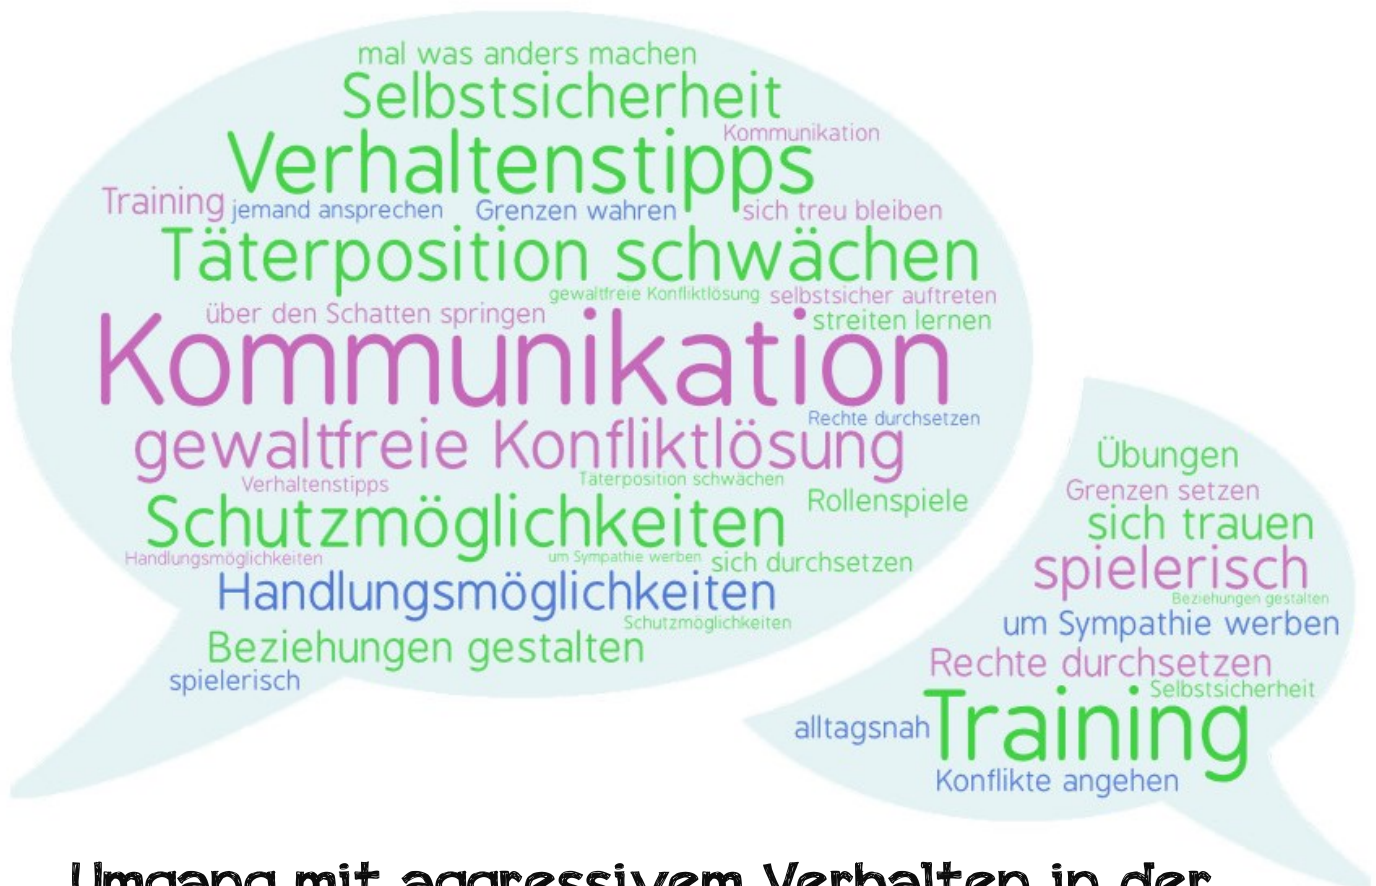 mal was anders machen
Selbstsicherheit
Kommunikation
Verhaltenstipps
Training
jemand ansprechen
Grenzen wahren
sich treu bleiben
Täterposition schwächen
gewaltfreie Konfliktlösung
selbstsicher auftreten
über den Schatten springen
streiten lernen
Kommunikation
Rechte durchsetzen
gewaltfreie Konfliktlösung
Verhaltenstipps
Täterposition schwächen
Schutzmöglichkeiten
Rollenspiele
Handlungsmöglichkeiten
um Sympathie werben
sich durchsetzen
Handlungsmöglichkeiten
Schutzmöglichkeiten
Beziehungen gestalten
spielerisch
Übungen
Grenzen setzen
sich trauen
spielerisch
Beziehungen gestalten
um Sympathie werben
Rechte durchsetzen
Selbstsicherheit
alltagsnah
Training
Konflikte angehen
Umgang mit aggressivem Verhalten in der